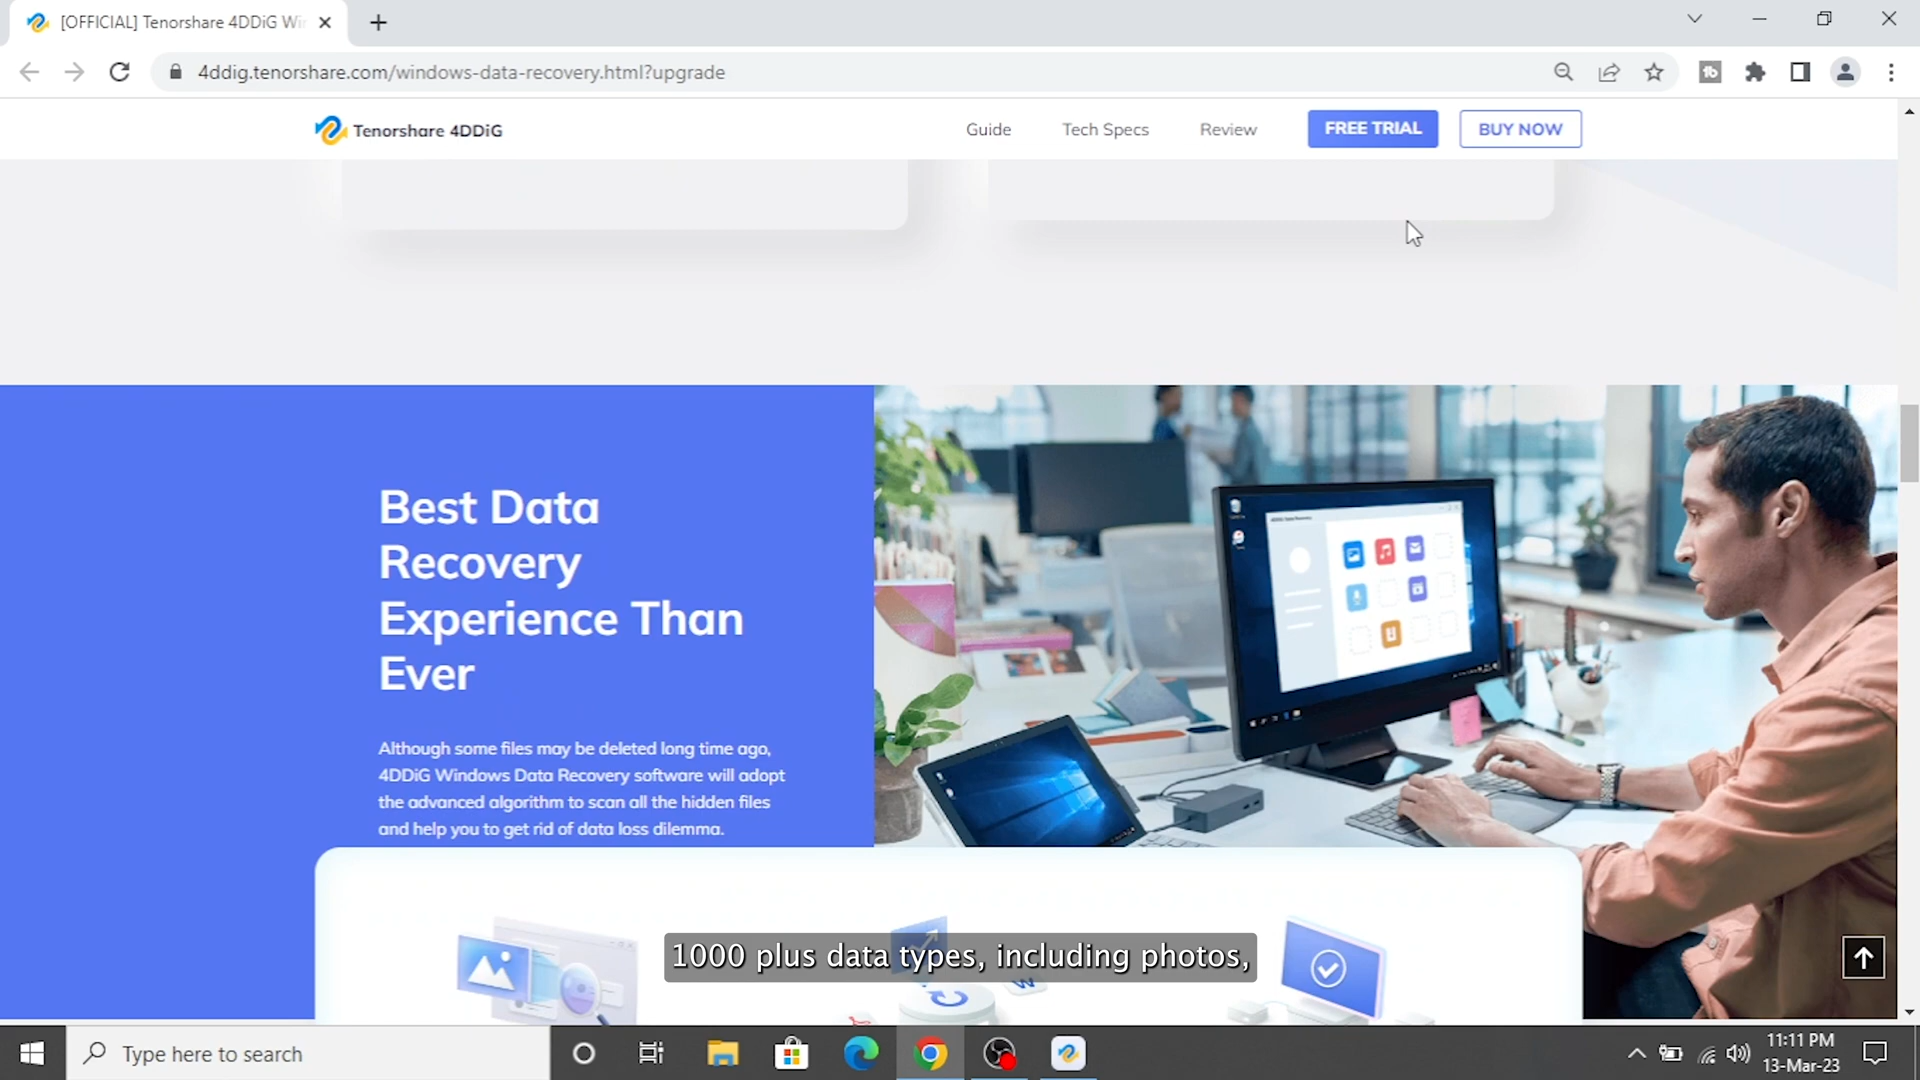 [OFFICIAL] Tenorshare 4DDiG Wi
4ddig.tenorshare.com/windows-data-recovery.html?upgrade
Tenorshare 4DDiG
Guide
Tech Specs
Review
FREE TRIAL
BUY NOW
Best Data
Recovery
Experience Than
Ever
Although some files may be deleted long time ago,
4DDiG Windows Data Recovery software will adopt
the advanced algorithm to scan all the hidden files
and help you to get rid of data loss dilemma.
W
1000 plus data types, including photos,
Type here to search
11:11 PM
13-Mar-23